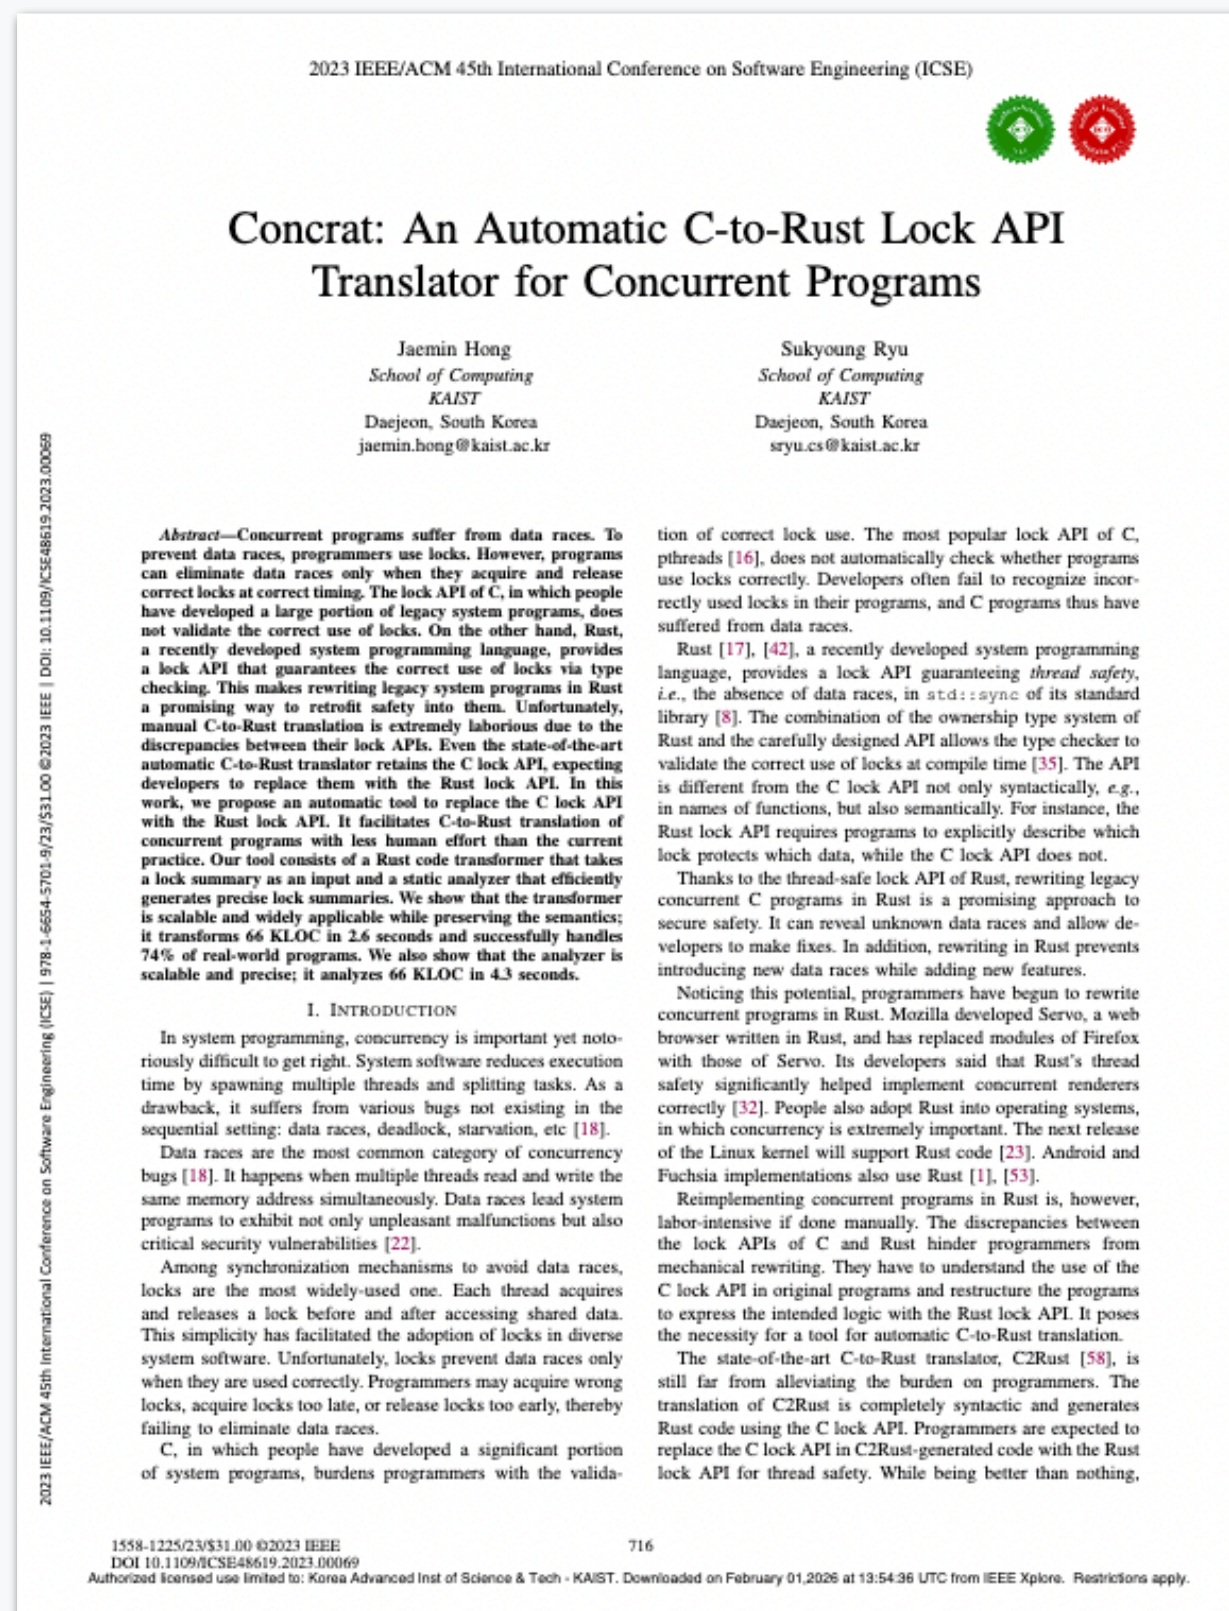 2023 IEEE/ACM 45th International Conference on Software Engineering (ICSE)
Concrat: An Automatic C-to-Rust Lock API
Translator for Concurrent Programs
Jaemin Hong
School of Computing
KAIST
Daejeon, South Korea
jaemin.hong@kaist.ac.kr
Sukyoung Ryu
School of Computing
KAIST
Daejeon, South Korea
sryu.cs@kaist.ac.kr
Abstract—Concurrent programs suffer from data races. To
prevent data races, programmers use locks. However, programs
can eliminate data races only when they acquire and release
correct locks at correct timing. The lock API of C, in which people
have developed a large portion of legacy system programs, does
not validate the correct use of locks. On the other hand, Rust,
a recently developed system programming language, provides
a lock API that guarantees the correct use of locks via type
checking. This makes rewriting legacy system programs in Rust
a promising way to retrofit safety into them. Unfortunately,
manual C-to-Rust translation is extremely laborious due to the
discrepancies between their lock APIs. Even the state-of-the-art
automatic C-to-Rust translator retains the C lock API, expecting
developers to replace them with the Rust lock API. In this
work, we propose an automatic tool to replace the C lock API
with the Rust lock API. It facilitates C-to-Rust translation of
concurrent programs with less human effort than the current
practice. Our tool consists of a Rust code transformer that takes
a lock summary as an input and a static analyzer that efficiently
generates precise lock summaries. We show that the transformer
is scalable and widely applicable while preserving the semantics;
it transforms 66 KLOC in 2.6 seconds and successfully handles
74% of real-world programs. We also show that the analyzer is
scalable and precise; it analyzes 66 KLOC in 4.3 seconds.
I. INTRODUCTION
In system programming, concurrency is important yet noto-
riously difficult to get right. System software reduces execution
time by spawning multiple threads and splitting tasks. As a
drawback, it suffers from various bugs not existing in the
sequential setting: data races, deadlock, starvation, etc [18].
Data races are the most common category of concurrency
bugs [18]. It happens when multiple threads read and write the
same memory address simultaneously. Data races lead system
programs to exhibit not only unpleasant malfunctions but also
critical security vulnerabilities [22].
Among synchronization mechanisms to avoid data races,
locks are the most widely-used one. Each thread acquires
and releases a lock before and after accessing shared data.
This simplicity has facilitated the adoption of locks in diverse
system software. Unfortunately, locks prevent data races only
when they are used correctly. Programmers may acquire wrong
locks, acquire locks too late, or release locks too early, thereby
failing to eliminate data races.
C, in which people have developed a significant portion
of system programs, burdens programmers with the valida-
tion of correct lock use. The most popular lock API of C,
pthreads [16], does not automatically check whether programs
use locks correctly. Developers often fail to recognize incor-
rectly used locks in their programs, and C programs thus have
suffered from data races.
Rust [17], [42], a recently developed system programming
language, provides a lock API guaranteeing thread safety,
i.e., the absence of data races, in std::sync of its standard
library [8]. The combination of the ownership type system of
Rust and the carefully designed API allows the type checker to
validate the correct use of locks at compile time [35]. The API
is different from the C lock API not only syntactically, e.g.,
in names of functions, but also semantically. For instance, the
Rust lock API requires programs to explicitly describe which
lock protects which data, while the C lock API does not.
Thanks to the thread-safe lock API of Rust, rewriting legacy
concurrent C programs in Rust is a promising approach to
secure safety. It can reveal unknown data races and allow de-
velopers to make fixes. In addition, rewriting in Rust prevents
introducing new data races while adding new features.
Noticing this potential, programmers have begun to rewrite
concurrent programs in Rust. Mozilla developed Servo, a web
browser written in Rust, and has replaced modules of Firefox
with those of Servo. Its developers said that Rust's thread
safety significantly helped implement concurrent renderers
correctly [32]. People also adopt Rust into operating systems,
in which concurrency is extremely important. The next release
of the Linux kernel will support Rust code [23]. Android and
Fuchsia implementations also use Rust [1], [53].
Reimplementing concurrent programs in Rust is, however,
labor-intensive if done manually. The discrepancies between
the lock APIs of C and Rust hinder programmers from
mechanical rewriting. They have to understand the use of the
C lock API in original programs and restructure the programs
to express the intended logic with the Rust lock API. It poses
the necessity for a tool for automatic C-to-Rust translation.
The state-of-the-art C-to-Rust translator, C2Rust [58], is
still far from alleviating the burden on programmers. The
translation of C2Rust is completely syntactic and generates
Rust code using the C lock API. Programmers are expected to
replace the C lock API in C2Rust-generated code with the Rust
lock API for thread safety. While being better than nothing,
2023 IEEE/ACM 45th International Conference on Software Engineering (ICSE) | 978-1-6654-5701-9/23/$31.00 ©2023 IEEE | DOI: 10.1109/ICSE48619.2023.00069
1558-1225/23/$31.00 ©2023 IEEE
DOI 10.1109/ICSE48619.2023.00069
716
Authorized licensed use limited to: Korea Advanced Inst of Science & Tech - KAIST. Downloaded on February 01,2026 at 13:54:36 UTC from IEEE Xplore. Restrictions apply.